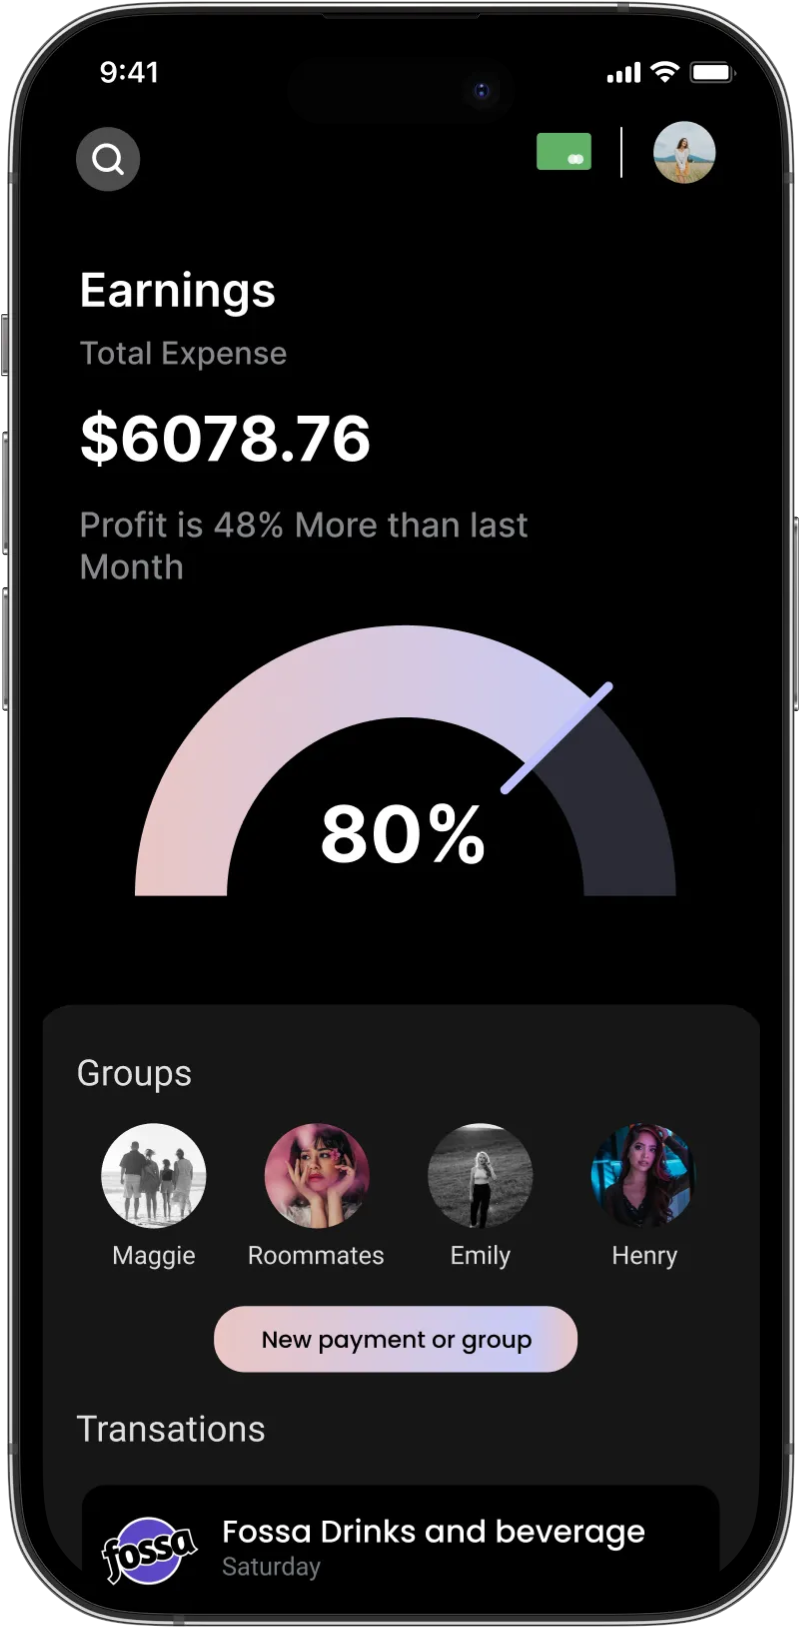 9:41
Earnings
Total Expense
$6078.76
Profit is 48% More than last
Month
80%
Groups
Maggie
Roommates
Emily
Henry
New payment or group
Transations
fossa
Fossa Drinks and beverage
Saturday